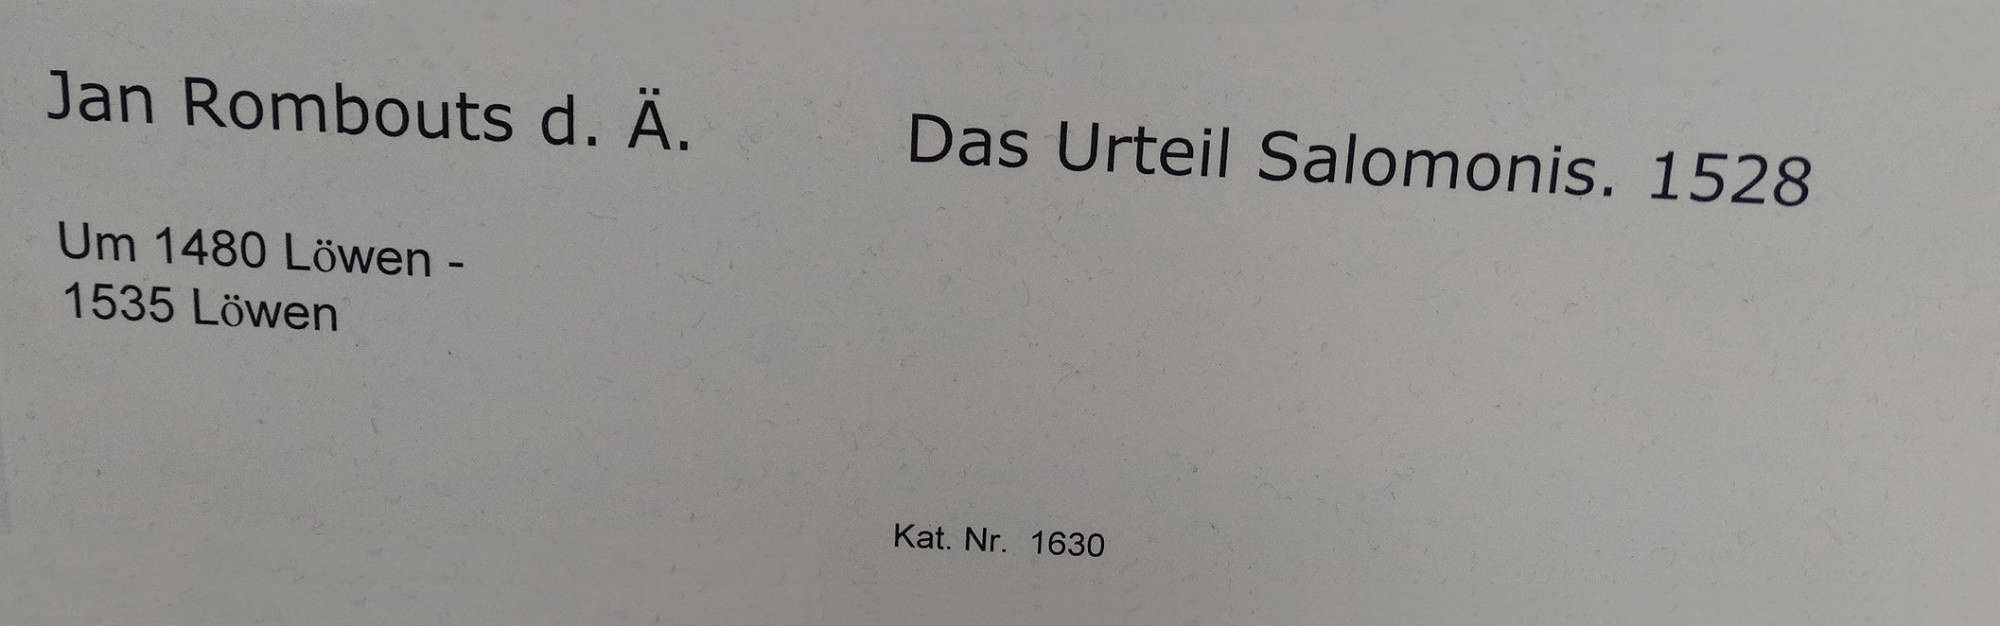 Jan Rombouts d. Ä.
Um 1480 Löwen -
1535 Löwen
Das Urteil Salomonis. 1528
Kat. Nr. 1630